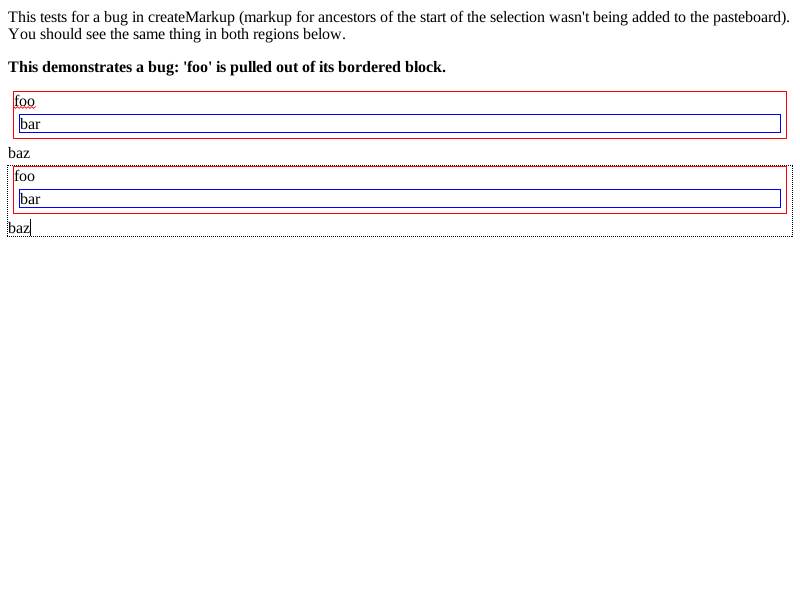 This tests for a bug in createMarkup (markup for ancestors of the start of the selection wasn't being added to the pasteboard).
You should see the same thing in both regions below.
This demonstrates a bug: 'foo' is pulled out of its bordered block.
foo
bar
baz
foo
bar
baz